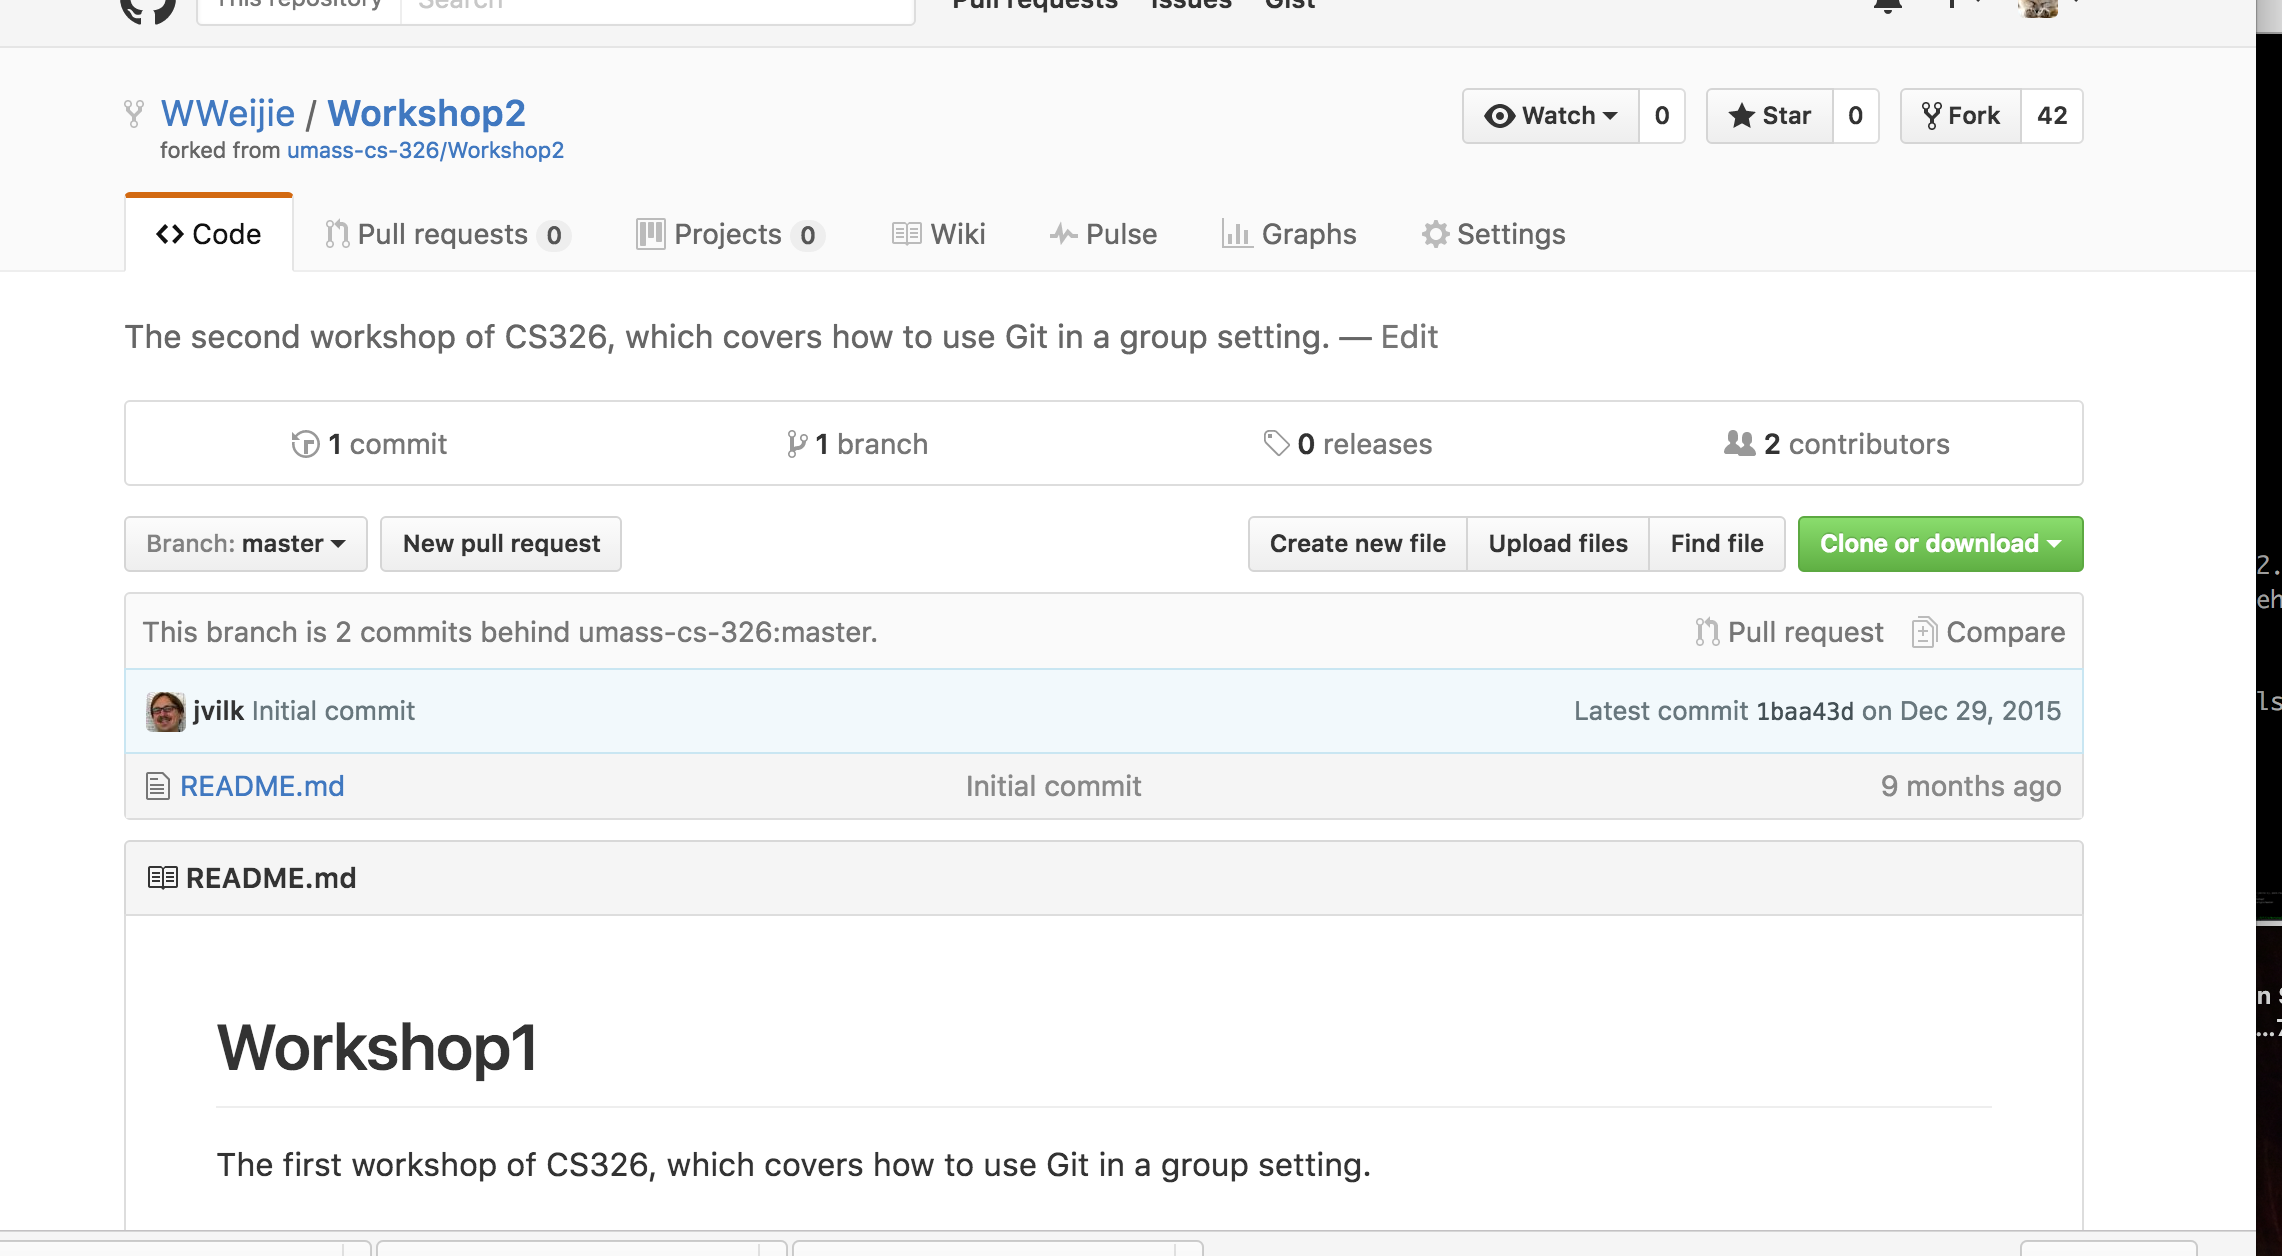 This repository Search Pull requests Issues Gist
WWeijie / Workshop2
Watch 0 Star 0 Fork 42
forked from umass-cs-326/Workshop2
Code Pull requests 0 Projects 0 Wiki Pulse Graphs Settings
The second workshop of CS326, which covers how to use Git in a group setting. — Edit
1 commit 1 branch 0 releases 2 contributors
Branch: master New pull request Create new file Upload files Find file Clone or download
This branch is 2 commits behind umass-cs-326:master. Pull request Compare
jvilk Initial commit Latest commit 1baa43d on Dec 29, 2015
README.md Initial commit 9 months ago
README.md
Workshop1
The first workshop of CS326, which covers how to use Git in a group setting.